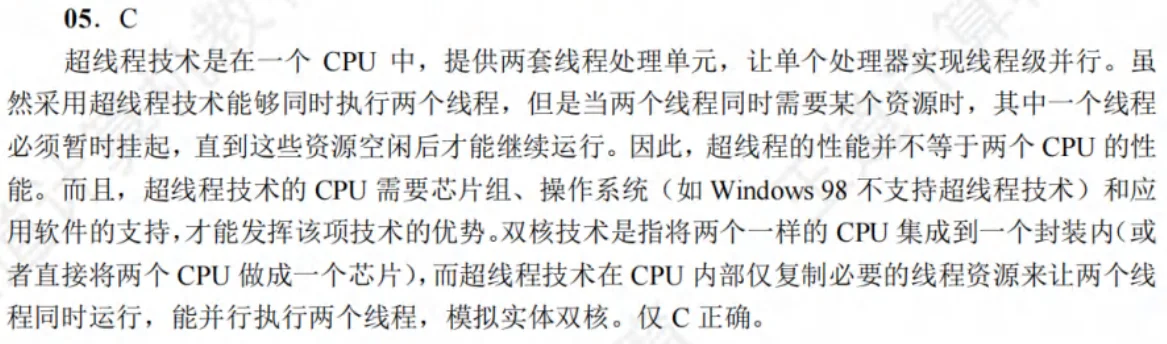 05. C
超线程技术是在一个 CPU 中，提供两套线程处理单元，让单个处理器实现线程级并行。虽
然采用超线程技术能够同时执行两个线程，但是当两个线程同时需要某个资源时，其中一个线程
必须暂时挂起，直到这些资源空闲后才能继续运行。因此，超线程的性能并不等于两个 CPU 的性
能。而且，超线程技术的 CPU 需要芯片组、操作系统（如 Windows 98 不支持超线程技术）和应
用软件的支持，才能发挥该项技术的优势。双核技术是指将两个一样的 CPU 集成到一个封装内（或
者直接将两个 CPU 做成一个芯片），而超线程技术在 CPU 内部仅复制必要的线程资源来让两个线
程同时运行，能并行执行两个线程，模拟实体双核。仅 C 正确。